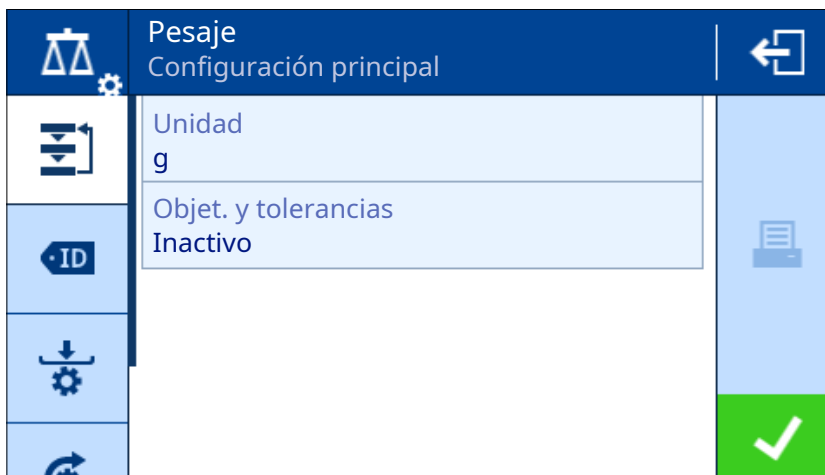 Pesaje
Configuración principal
Unidad
g
Objet. y tolerancias
Inactivo
ID